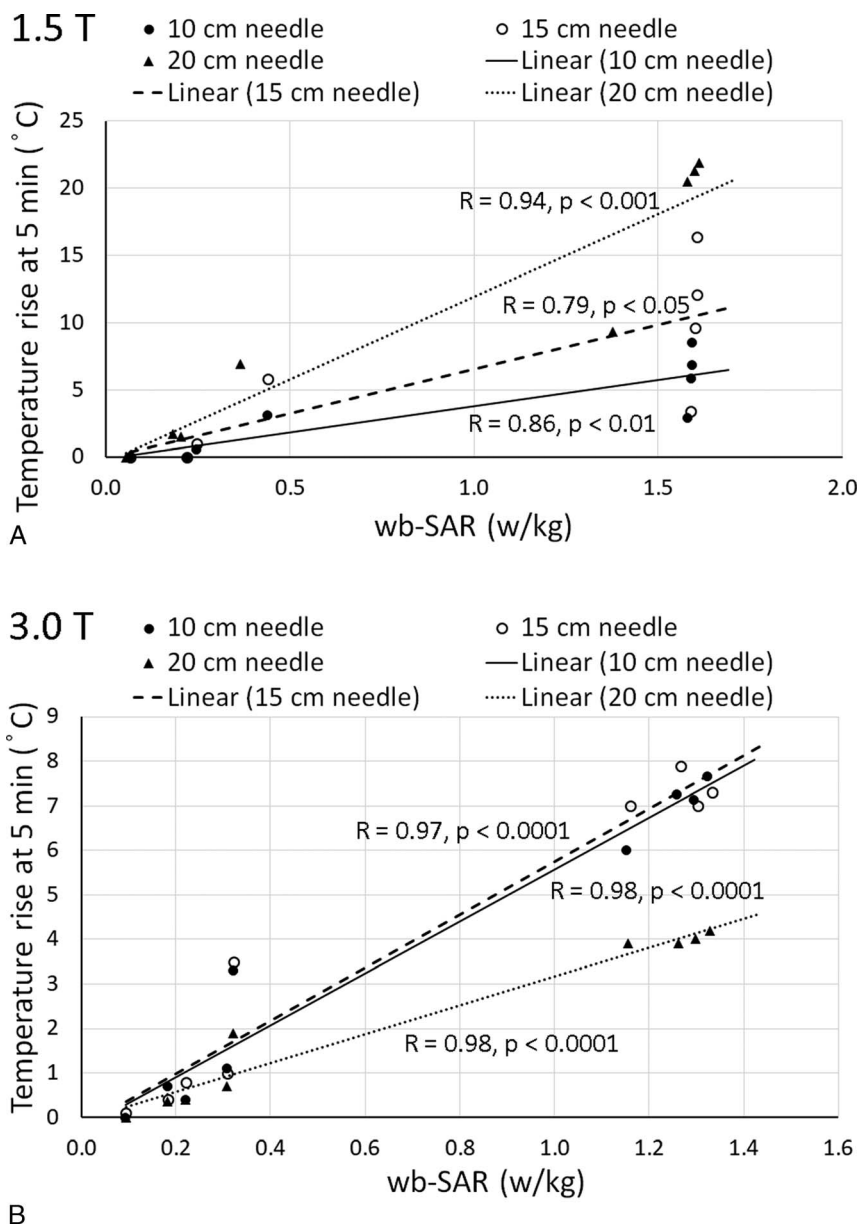 1.5 T
10 cm needle
15 cm needle
20 cm needle
Linear (10 cm needle)
Linear (15 cm needle)
Linear (20 cm needle)
Temperature rise at 5 min (°C)
25
20
15
10
5
0
R = 0.94, p < 0.001
R = 0.79, p < 0.05
R = 0.86, p < 0.01
0.0 0.5 1.0 1.5 2.0
wb-SAR (w/kg)
A
3.0 T
10 cm needle
15 cm needle
20 cm needle
Linear (10 cm needle)
Linear (15 cm needle)
Linear (20 cm needle)
Temperature rise at 5 min (°C)
9
8
7
6
5
4
3
2
1
0
R = 0.97, p < 0.0001
R = 0.98, p < 0.0001
R = 0.98, p < 0.0001
0.0 0.2 0.4 0.6 0.8 1.0 1.2 1.4 1.6
wb-SAR (w/kg)
B